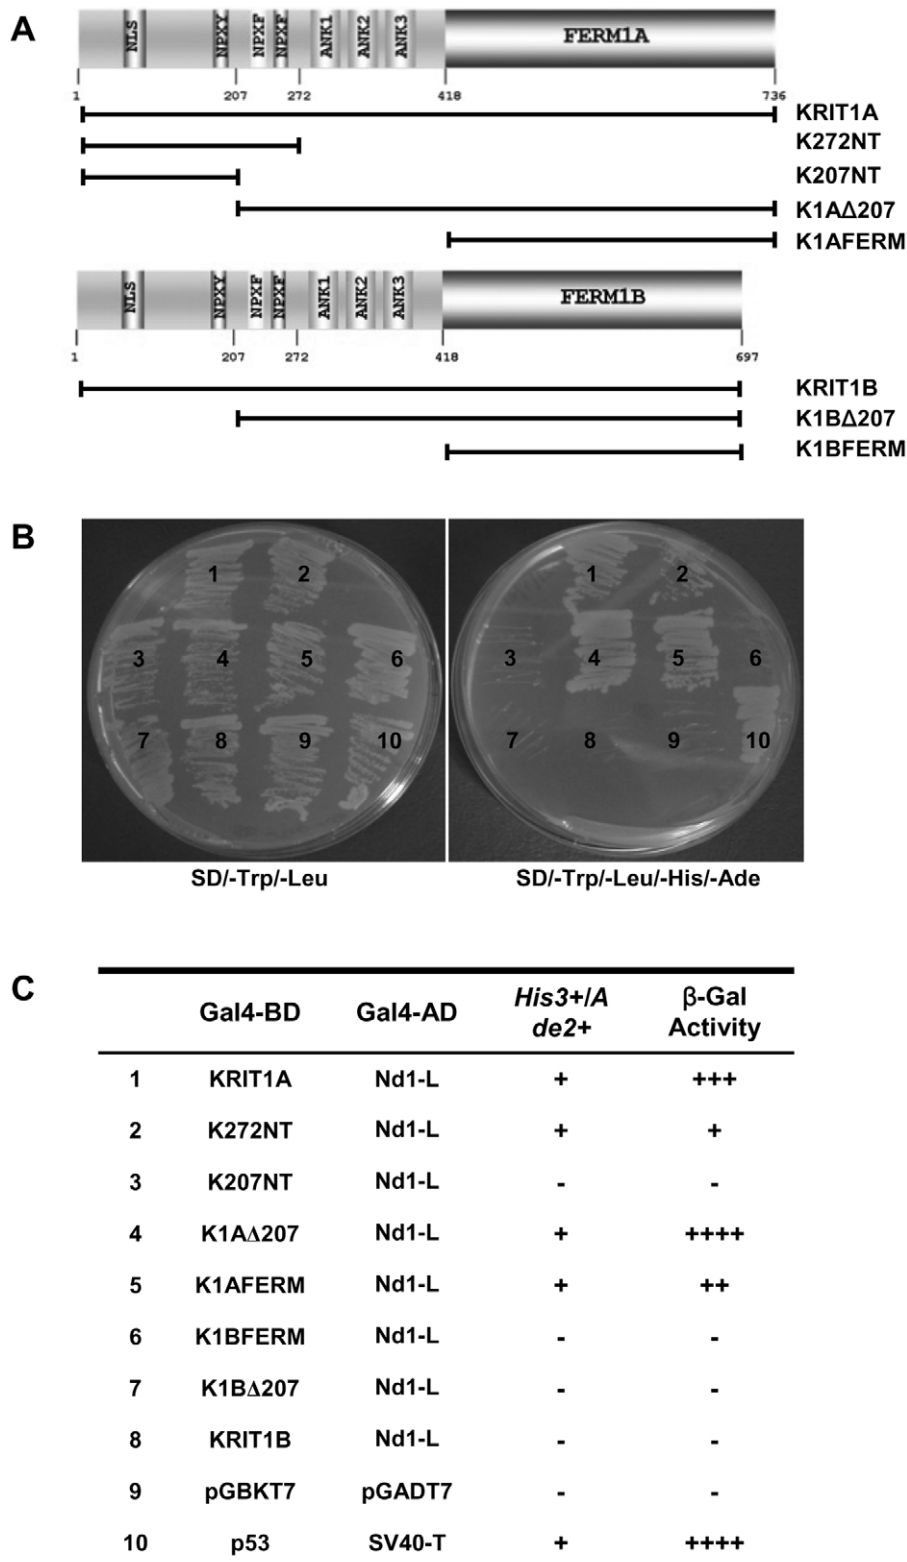 A
NLS NPXY NPXF NPXF ANK1 ANK2 ANK3 FERM1A
1 207 272 418 736
KRIT1A
K272NT
K207NT
K1AΔ207
K1AFERM
NLS NPXY NPXF NPXF ANK1 ANK2 ANK3 FERM1B
1 207 272 418 697
KRIT1B
K1BΔ207
K1BFERM
B
1 2
3 4 5 6
7 8 9 10
1 2
3 4 5 6
7 8 9 10
SD/-Trp/-Leu
SD/-Trp/-Leu/-His/-Ade
C
Gal4-BD Gal4-AD His3+/A de2+ β-Gal Activity
1 KRIT1A Nd1-L + +++
2 K272NT Nd1-L + +
3 K207NT Nd1-L - -
4 K1AΔ207 Nd1-L + ++++
5 K1AFERM Nd1-L + ++
6 K1BFERM Nd1-L - -
7 K1BΔ207 Nd1-L - -
8 KRIT1B Nd1-L - -
9 pGBKT7 pGADT7 - -
10 p53 SV40-T + ++++